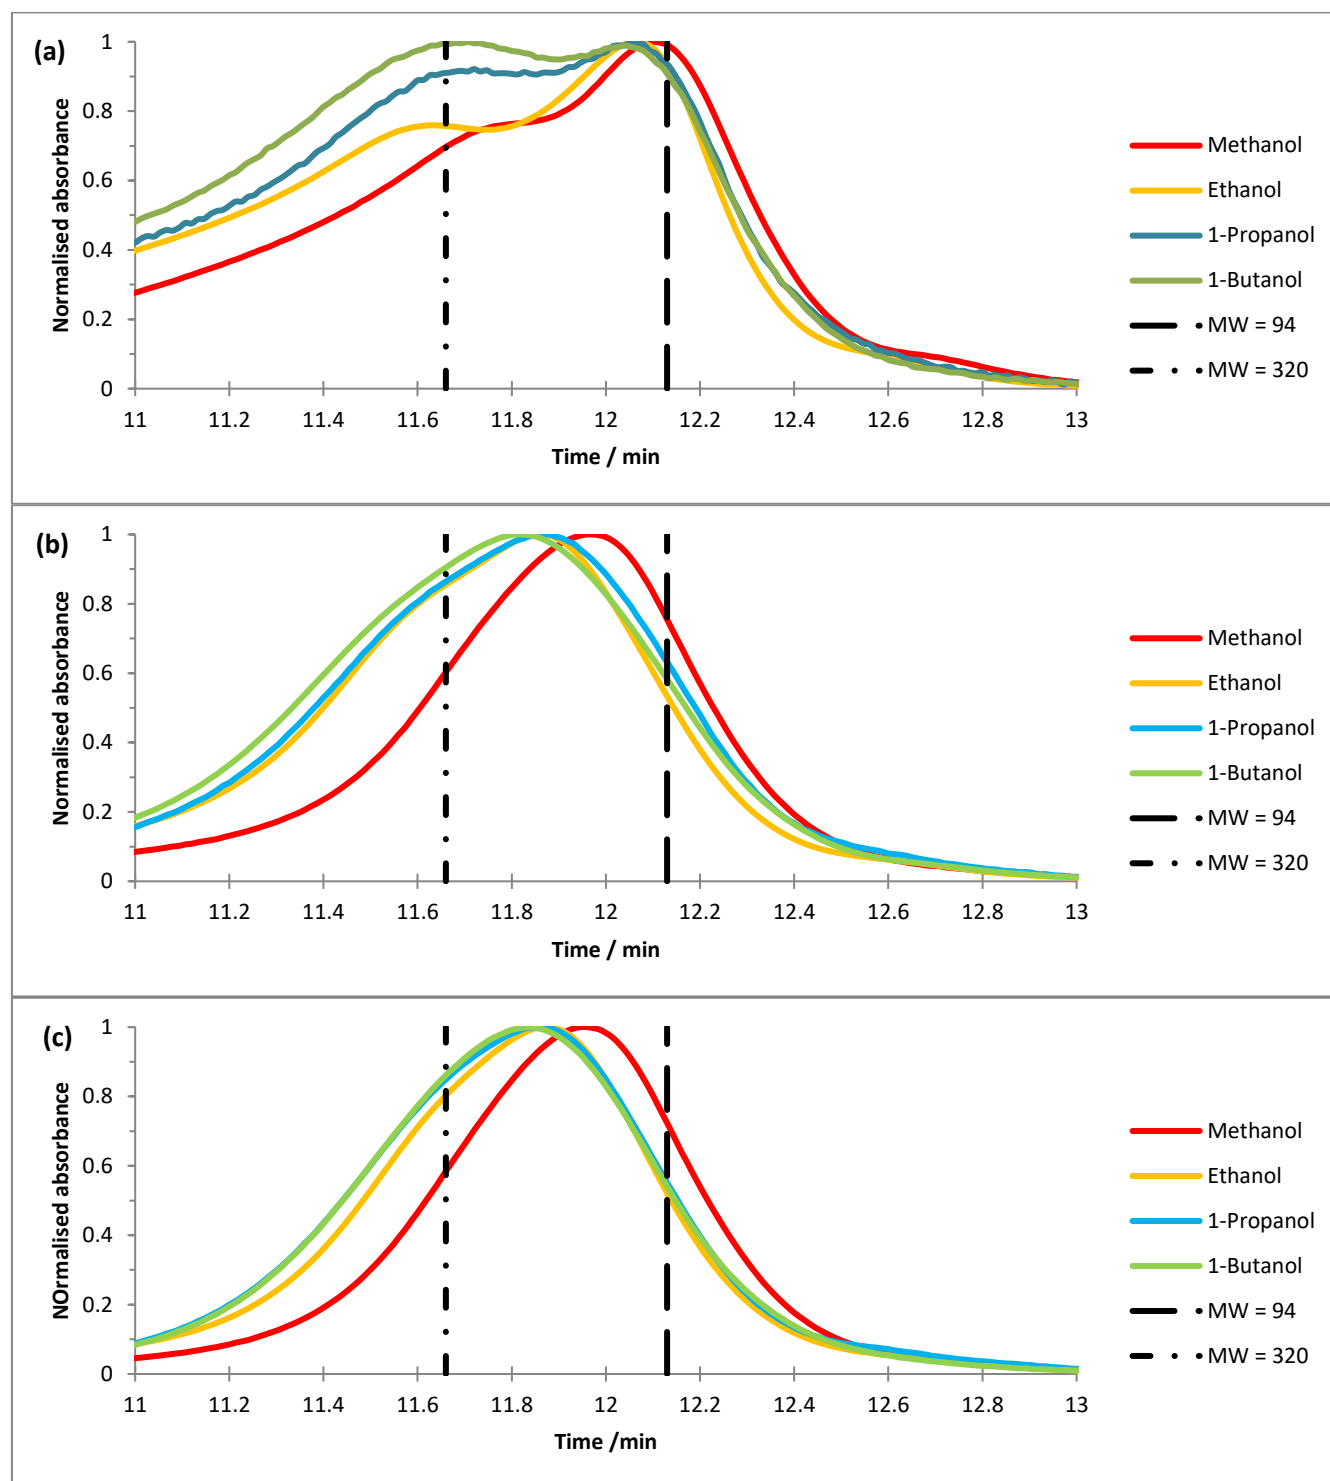 (a)
Normalised absorbance
1
0.8
0.6
0.4
0.2
0
11 11.2 11.4 11.6 11.8 12 12.2 12.4 12.6 12.8 13
Time / min
Methanol
Ethanol
1-Propanol
1-Butanol
MW = 94
MW = 320
(b)
Normalised absorbance
1
0.8
0.6
0.4
0.2
0
11 11.2 11.4 11.6 11.8 12 12.2 12.4 12.6 12.8 13
Time / min
Methanol
Ethanol
1-Propanol
1-Butanol
MW = 94
MW = 320
(c)
NOrmalised absorbance
1
0.8
0.6
0.4
0.2
0
11 11.2 11.4 11.6 11.8 12 12.2 12.4 12.6 12.8 13
Time /min
Methanol
Ethanol
1-Propanol
1-Butanol
MW = 94
MW = 320